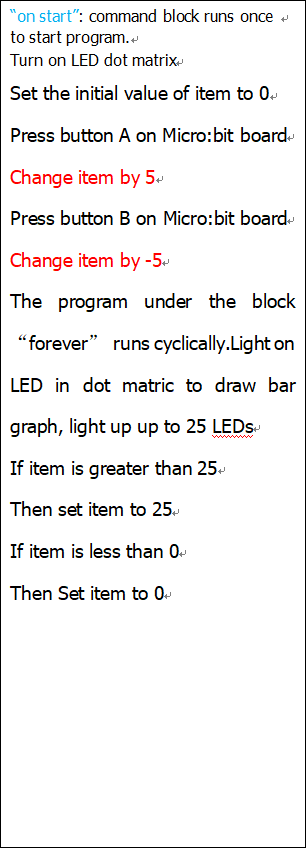 “on start”: command block runs once
to start program.
Turn on LED dot matrix
Set the initial value of item to 0
Press button A on Micro:bit board
Change item by 5
Press button B on Micro:bit board
Change item by -5
The program under the block
“forever” runs cyclically.Light on
LED in dot matric to draw bar
graph, light up up to 25 LEDs
If item is greater than 25
Then set item to 25
If item is less than 0
Then Set item to 0